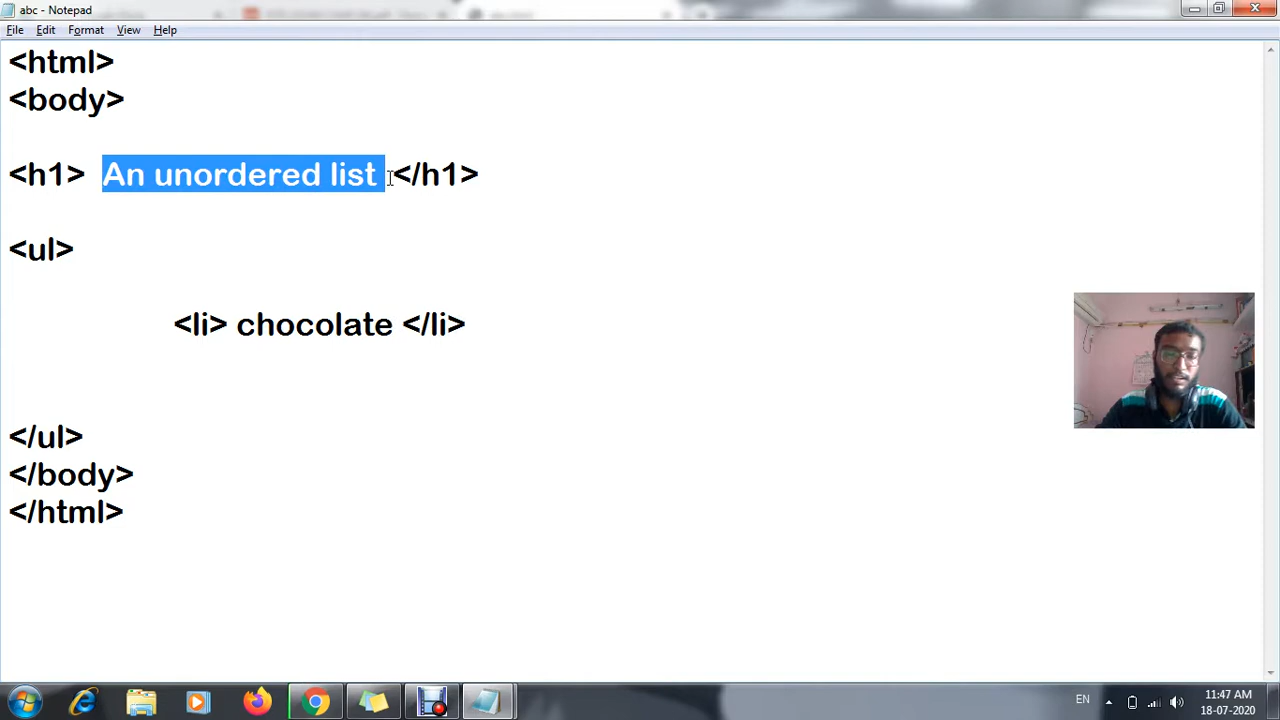 abc - Notepad
File Edit Format View Help
<html>
<body>
<h1> An unordered list </h1>
<ul>
<li> chocolate </li>
</ul>
</body>
</html>
EN
11:47 AM
18-07-2020